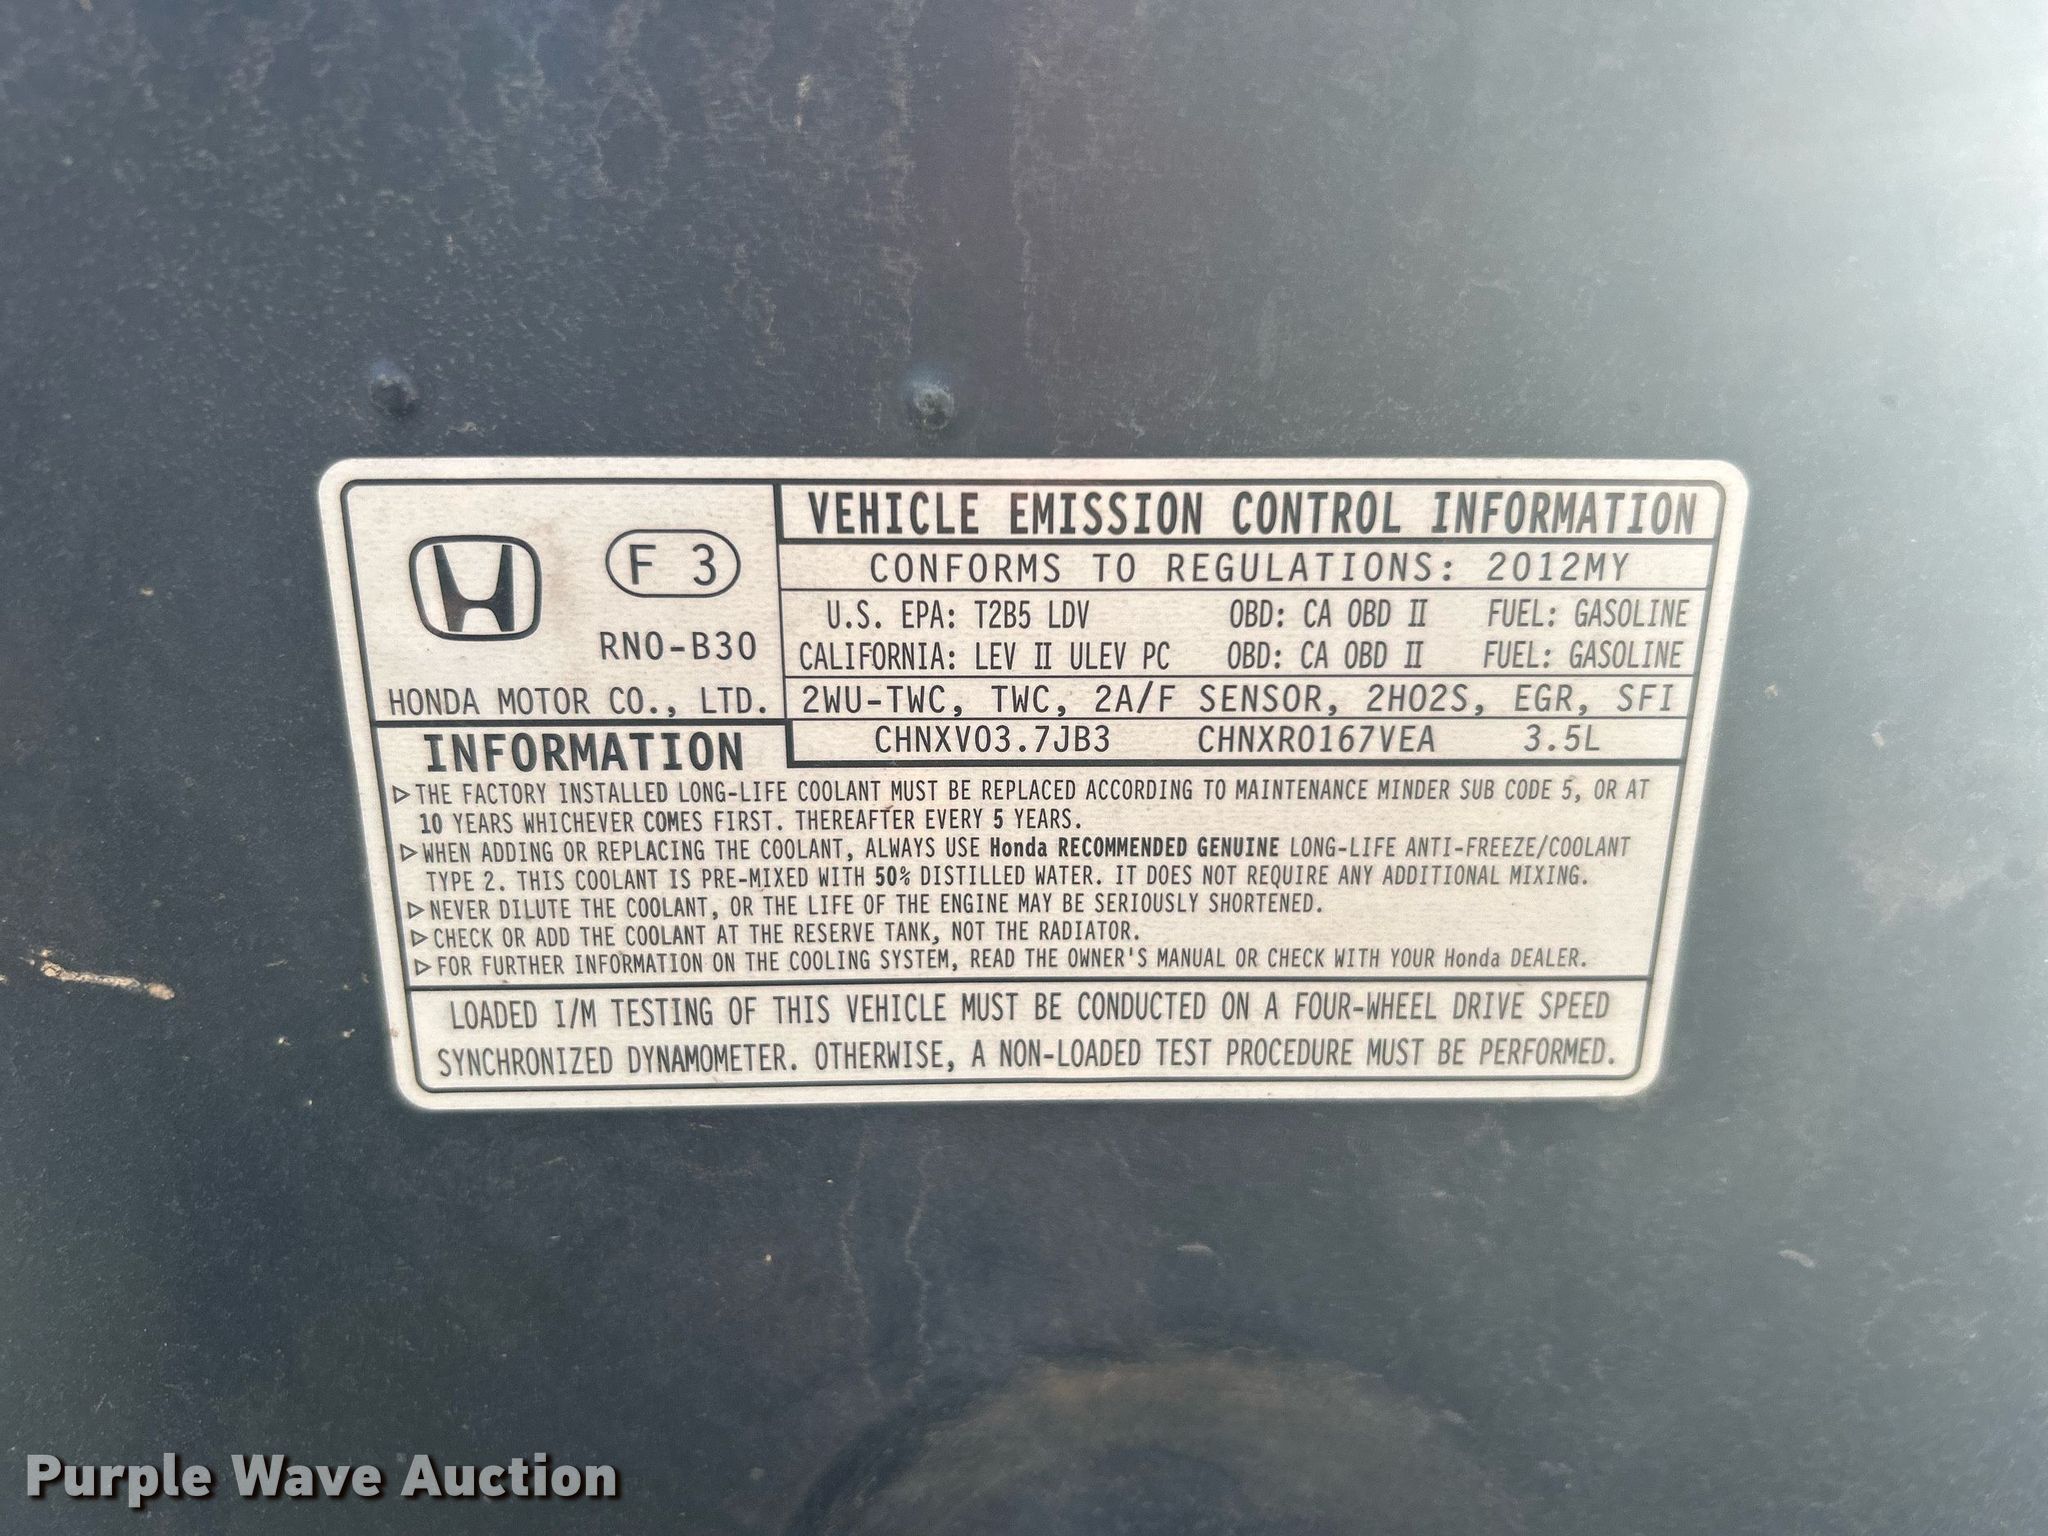 VEHICLE EMISSION CONTROL INFORMATION
F 3
CONFORMS TO REGULATIONS: 2012MY
RNO-B30
U.S. EPA: T2B5 LDV OBD: CA OBD II FUEL: GASOLINE
CALIFORNIA: LEV II ULEV PC OBD: CA OBD II FUEL: GASOLINE
HONDA MOTOR CO., LTD.
2WU-TWC, TWC, 2A/F SENSOR, 2HO2S, EGR, SFI
CHNXV03.7JB3 CHNXR0167VEA 3.5L
INFORMATION
▷THE FACTORY INSTALLED LONG-LIFE COOLANT MUST BE REPLACED ACCORDING TO MAINTENANCE MINDER SUB CODE 5, OR AT
10 YEARS WHICHEVER COMES FIRST. THEREAFTER EVERY 5 YEARS.
▷WHEN ADDING OR REPLACING THE COOLANT, ALWAYS USE Honda RECOMMENDED GENUINE LONG-LIFE ANTI-FREEZE/COOLANT
TYPE 2. THIS COOLANT IS PRE-MIXED WITH 50% DISTILLED WATER. IT DOES NOT REQUIRE ANY ADDITIONAL MIXING.
▷NEVER DILUTE THE COOLANT, OR THE LIFE OF THE ENGINE MAY BE SERIOUSLY SHORTENED.
▷CHECK OR ADD THE COOLANT AT THE RESERVE TANK, NOT THE RADIATOR.
▷FOR FURTHER INFORMATION ON THE COOLING SYSTEM, READ THE OWNER'S MANUAL OR CHECK WITH YOUR Honda DEALER.
LOADED I/M TESTING OF THIS VEHICLE MUST BE CONDUCTED ON A FOUR-WHEEL DRIVE SPEED
SYNCHRONIZED DYNAMOMETER. OTHERWISE, A NON-LOADED TEST PROCEDURE MUST BE PERFORMED.
Purple Wave Auction